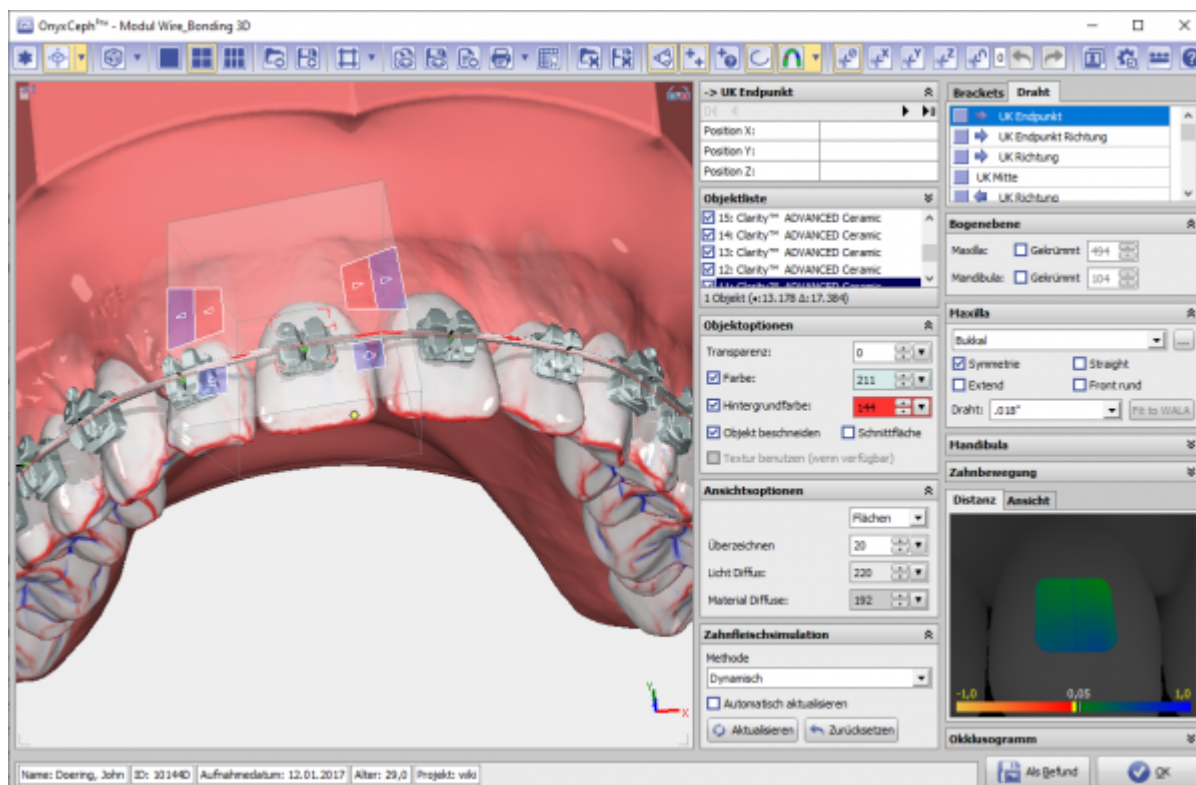 OnyxCeph³™ - Modul Wire_Bonding 3D
-> UK Endpunkt
Position X:
Position Y:
Position Z:
Objektliste
15: Clarity™ ADVANCED Ceramic
14: Clarity™ ADVANCED Ceramic
13: Clarity™ ADVANCED Ceramic
12: Clarity™ ADVANCED Ceramic
11: Clarity™ ADVANCED Ceramic
1 Objekt (•:13.178 Δ:17.384)
Objektoptionen
Transparenz: 0
Farbe: 211
Hintergrundfarbe: 144
Objekt beschneiden Schnittfläche
Textur benutzen (wenn verfügbar)
Ansichtsoptionen
Flächen
Überzeichnen 20
Licht Diffus: 220
Material Diffuse: 192
Zahnfleischsimulation
Methode
Dynamisch
Automatisch aktualisieren
Aktualisieren Zurücksetzen
Brackets Draht
UK Endpunkt
UK Endpunkt Richtung
UK Richtung
UK Mitte
UK Richtung
Bogenebene
Maxilla: Gekrümmt 494
Mandibula: Gekrümmt 104
Maxilla
Bukkal ...
Symmetrie Straight
Extend Front rund
Draht: .018" Fit to WALA
Mandibula
Zahnbewegung
Distanz Ansicht
-1,0 0,05 1,0
Okklusogramm
Y
X
Name: Doering, John ID: 10144D Aufnahmedatum: 12.01.2017 Alter: 29,0 Projekt: wiki
Als Befund OK